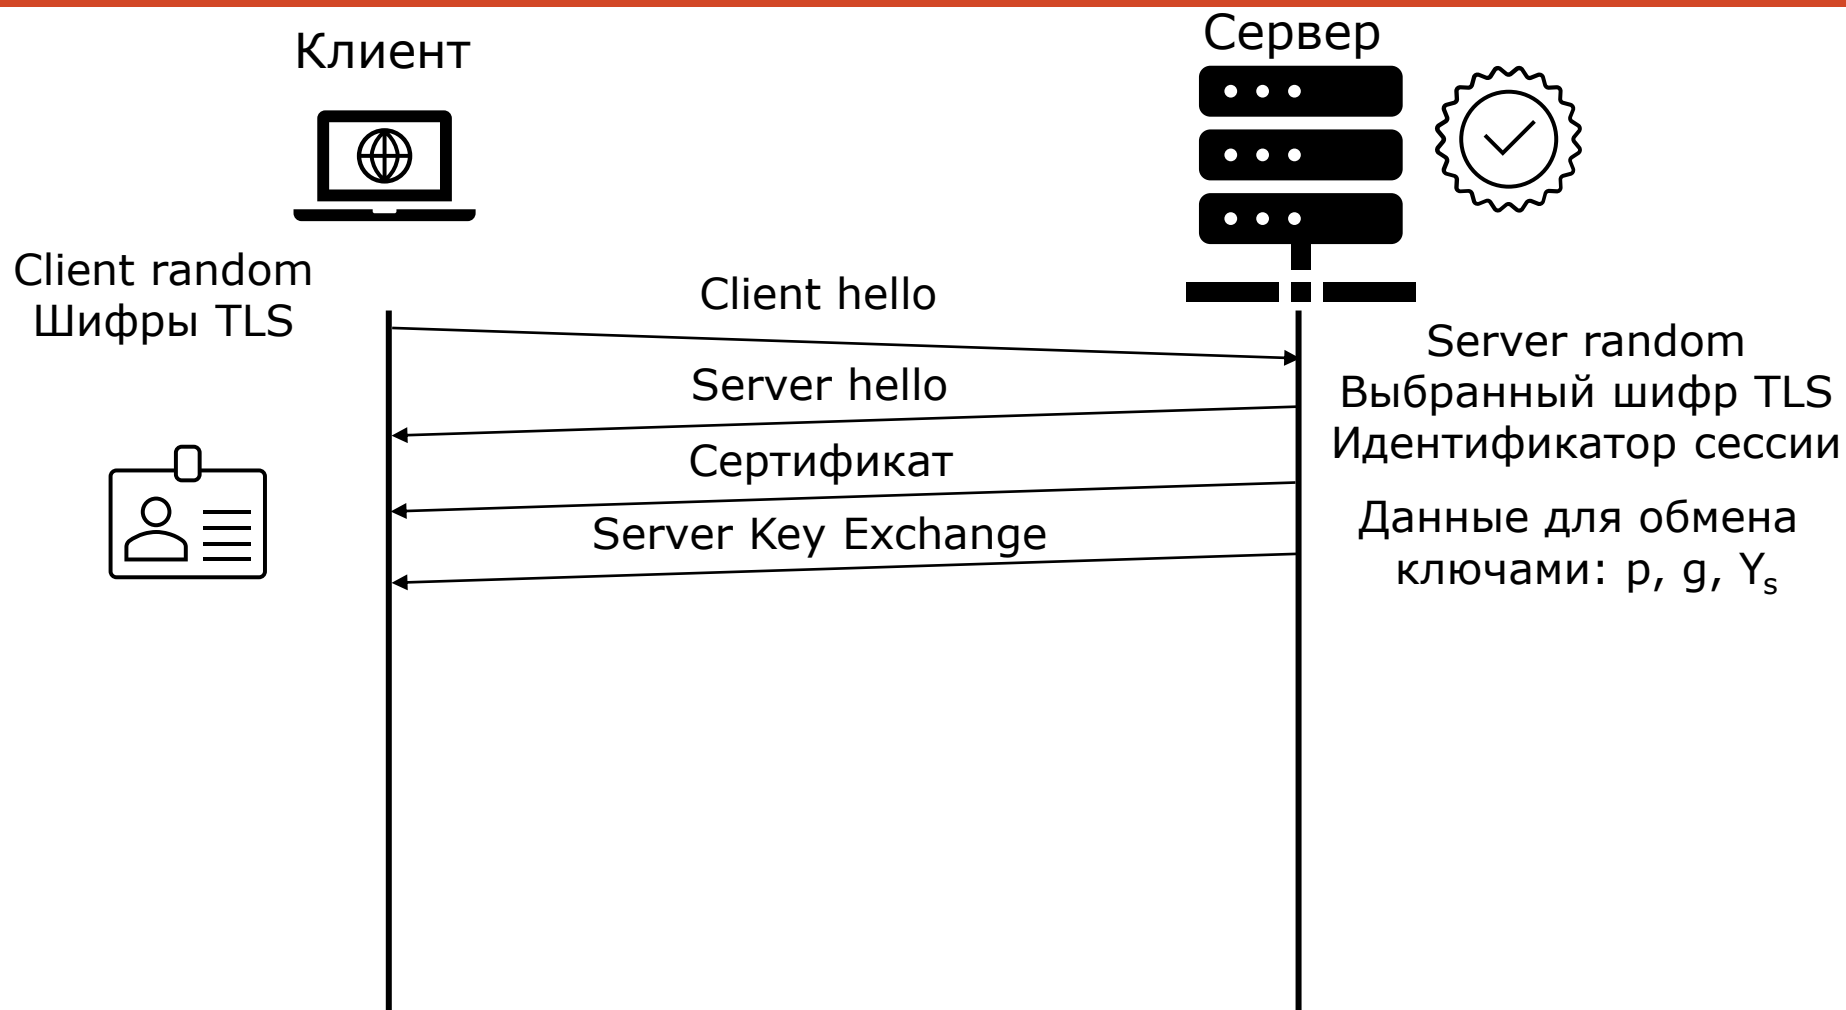 Клиент
Сервер
Client random
Шифры TLS
Client hello
Server random
Выбранный шифр TLS
Идентификатор сессии
Server hello
Сертификат
Server Key Exchange
Данные для обмена
ключами: p, g, Yₛ